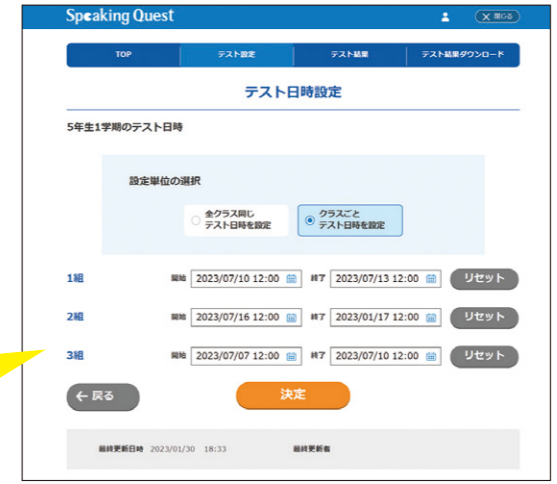 Speaking Quest
× 閉じる
TOP テスト設定 テスト結果 テスト結果ダウンロード
テスト日時設定
5年生1学期のテスト日時
設定単位の選択
全クラス同じ
テスト日時を設定
クラスごと
テスト日時を設定
1組 開始 2023/07/10 12:00 終了 2023/07/13 12:00 リセット
2組 開始 2023/07/16 12:00 終了 2023/01/17 12:00 リセット
3組 開始 2023/07/07 12:00 終了 2023/07/10 12:00 リセット
← 戻る 決定
最終更新日時 2023/01/30 18:33 最終更新者